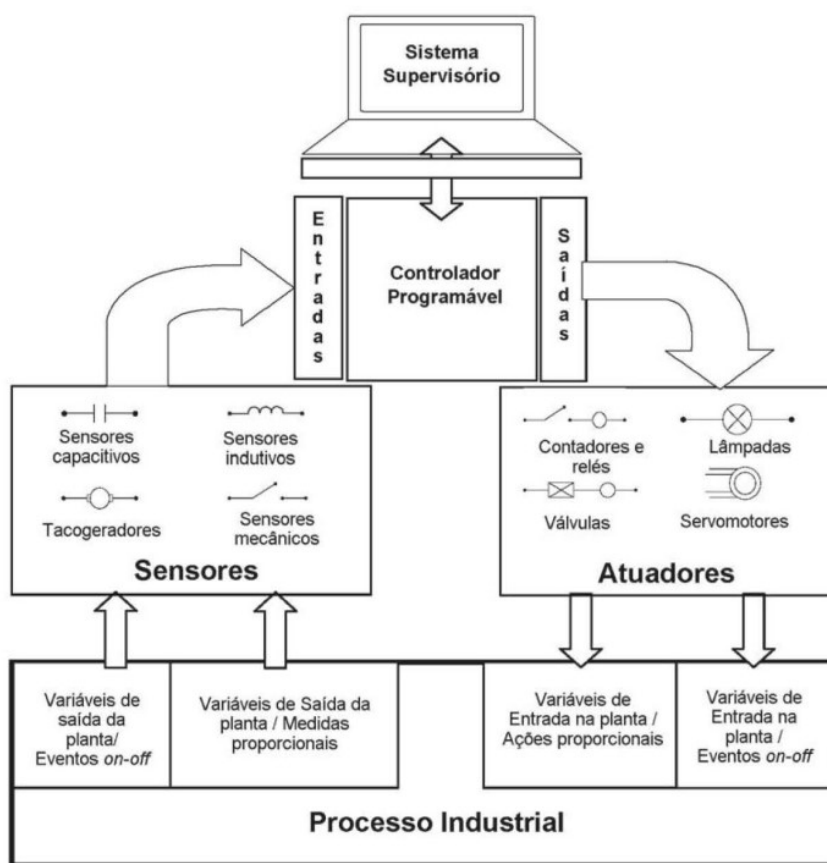 Sistema
Supervisório
Entradas
Controlador
Programável
Saídas
Sensores
capacitivos
Sensores
indutivos
Tacogeradores
Sensores
mecânicos
Sensores
Contadores e
relés
Lâmpadas
Válvulas
Servomotores
Atuadores
Variáveis de
saída da
planta/
Eventos on-off
Variáveis de Saída da
planta / Medidas
proporcionais
Variáveis de
Entrada na planta /
Ações proporcionais
Variáveis de
Entrada na
planta /
Eventos on-off
Processo Industrial